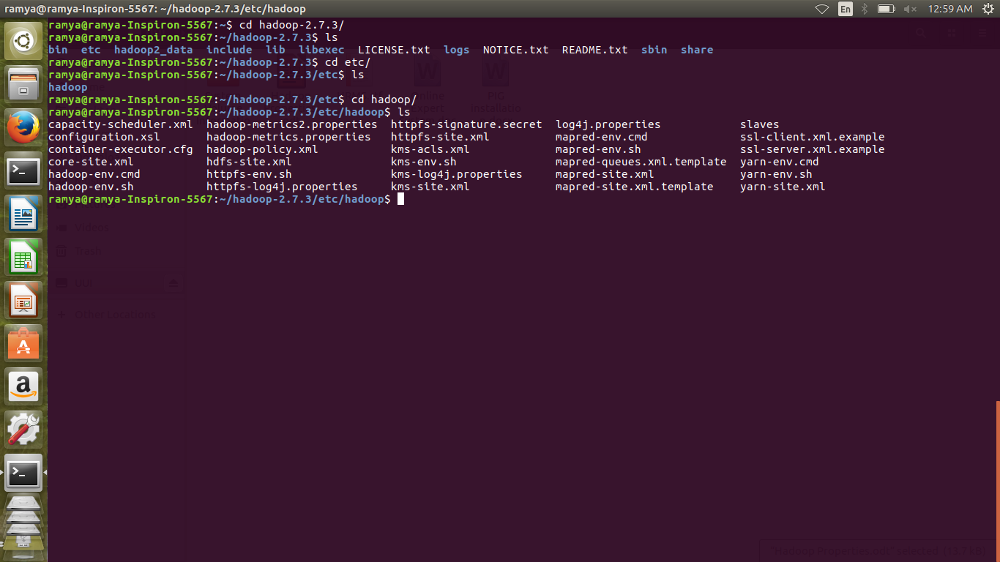 ramya@ramya-Inspiron-5567: ~/hadoop-2.7.3/etc/hadoop En 12:59 AM
ramya@ramya-Inspiron-5567:~$ cd hadoop-2.7.3/
ramya@ramya-Inspiron-5567:~/hadoop-2.7.3$ ls
bin etc hadoop2_data include lib libexec LICENSE.txt logs NOTICE.txt README.txt sbin share
ramya@ramya-Inspiron-5567:~/hadoop-2.7.3$ cd etc/
ramya@ramya-Inspiron-5567:~/hadoop-2.7.3/etc$ ls
hadoop
ramya@ramya-Inspiron-5567:~/hadoop-2.7.3/etc$ cd hadoop/
ramya@ramya-Inspiron-5567:~/hadoop-2.7.3/etc/hadoop$ ls
capacity-scheduler.xml hadoop-metrics2.properties httpfs-signature.secret log4j.properties slaves
configuration.xsl hadoop-metrics.properties httpfs-site.xml mapred-env.cmd ssl-client.xml.example
container-executor.cfg hadoop-policy.xml kms-acls.xml mapred-env.sh ssl-server.xml.example
core-site.xml hdfs-site.xml kms-env.sh mapred-queues.xml.template yarn-env.cmd
hadoop-env.cmd httpfs-env.sh kms-log4j.properties mapred-site.xml yarn-env.sh
hadoop-env.sh httpfs-log4j.properties kms-site.xml mapred-site.xml.template yarn-site.xml
ramya@ramya-Inspiron-5567:~/hadoop-2.7.3/etc/hadoop$
Videos
Trash
Other Locations
"Hadoop Properties.odt" selected (13.7 kB)